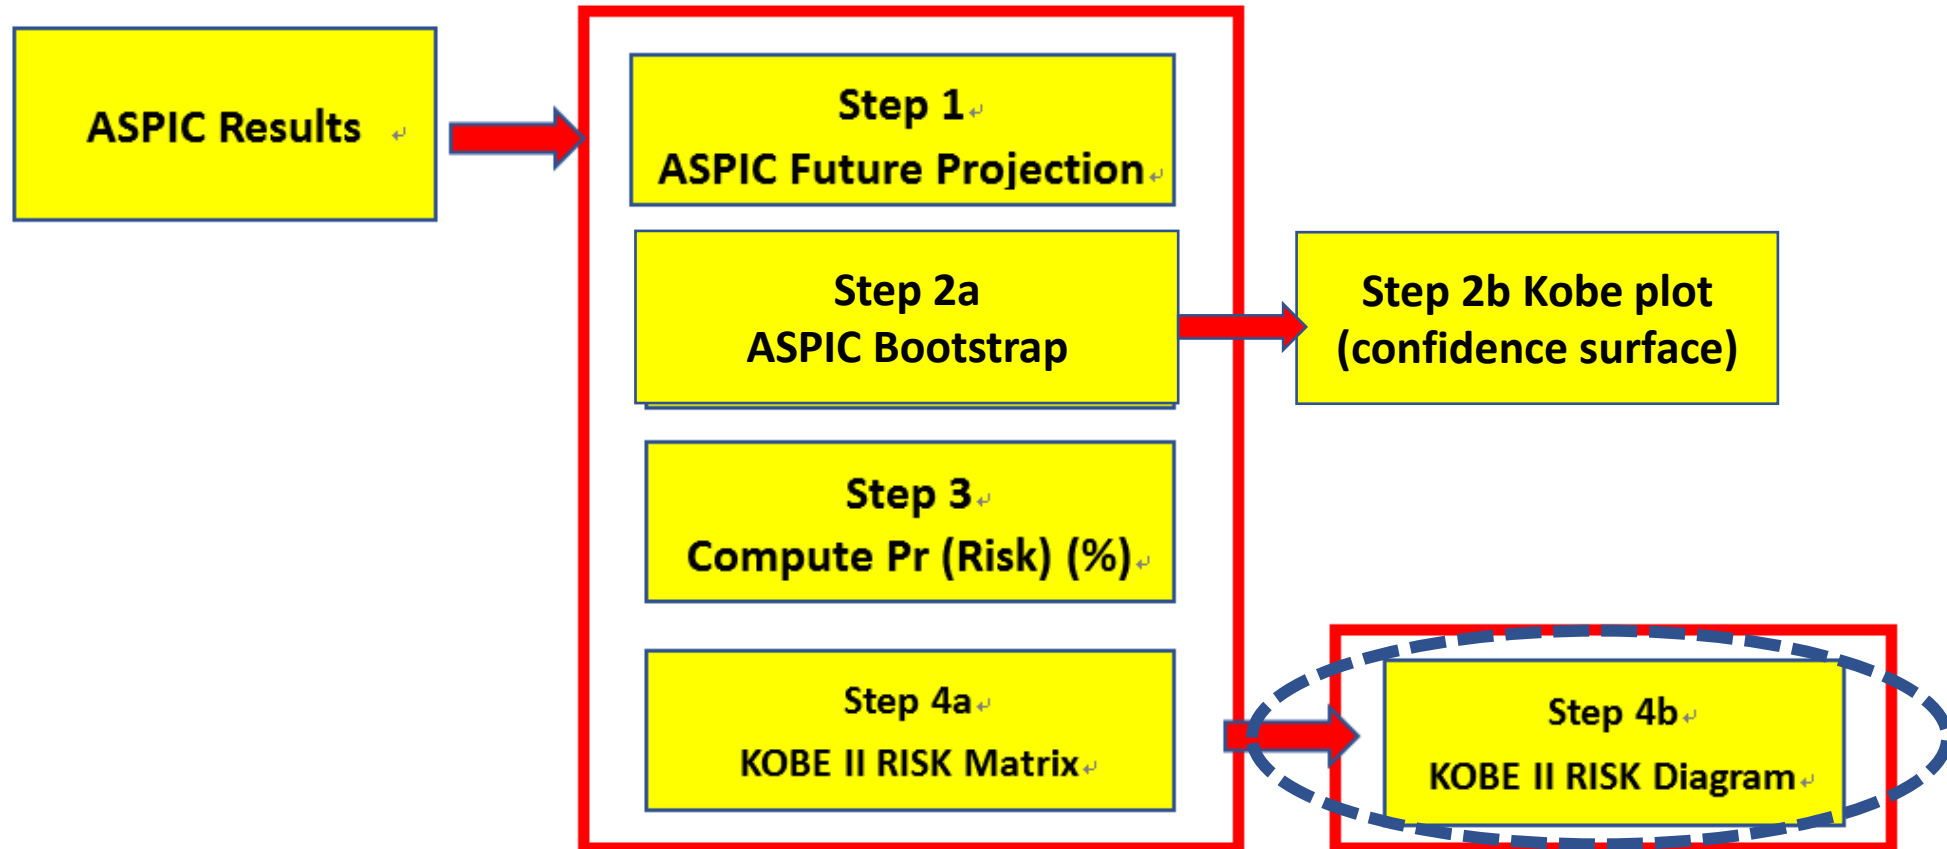 ASPIC Results
Step 1
ASPIC Future Projection
Step 2a
ASPIC Bootstrap
Step 2b Kobe plot
(confidence surface)
Step 3
Compute Pr (Risk) (%)
Step 4a
KOBE II RISK Matrix
Step 4b
KOBE II RISK Diagram